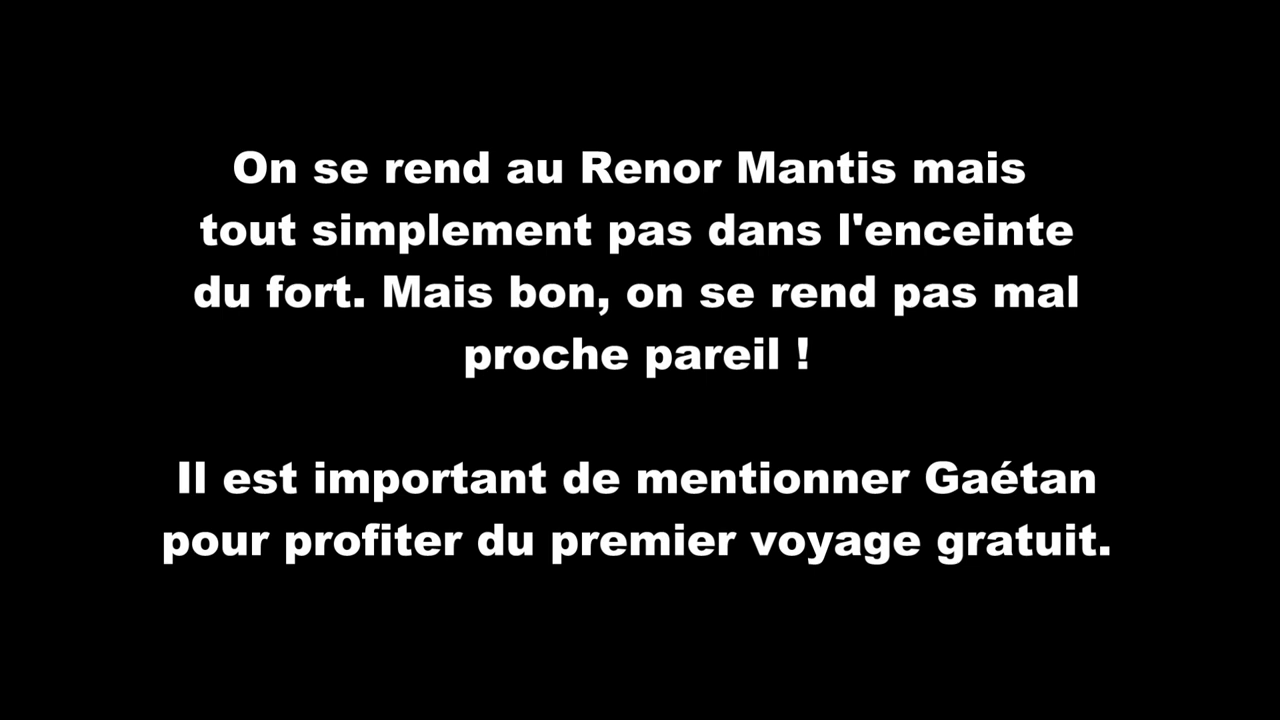 On se rend au Renor Mantis mais
tout simplement pas dans l'enceinte
du fort. Mais bon, on se rend pas mal
proche pareil !
Il est important de mentionner Gaétan
pour profiter du premier voyage gratuit.